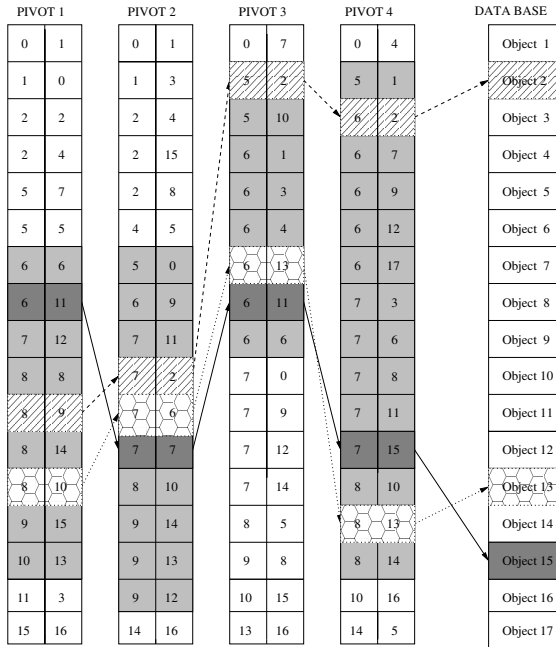 PIVOT 1 PIVOT 2 PIVOT 3 PIVOT 4 DATA BASE
0 1 0 1 0 7 0 4 Object 1
1 0 1 3 5 2 5 1 Object 2
2 2 2 4 5 10 6 2 Object 3
2 4 2 15 6 1 6 7 Object 4
5 7 2 8 6 3 6 9 Object 5
5 5 4 5 6 4 6 12 Object 6
6 6 5 0 6 13 6 17 Object 7
6 11 6 9 6 11 7 3 Object 8
7 12 7 11 6 6 7 6 Object 9
8 8 7 2 7 0 7 8 Object 10
8 9 7 6 7 9 7 11 Object 11
8 14 7 7 7 12 7 15 Object 12
8 10 8 10 7 14 8 10 Object 13
9 15 9 14 8 5 8 13 Object 14
10 13 9 13 9 8 8 14 Object 15
11 3 9 12 10 15 10 16 Object 16
15 16 14 16 13 16 14 5 Object 17